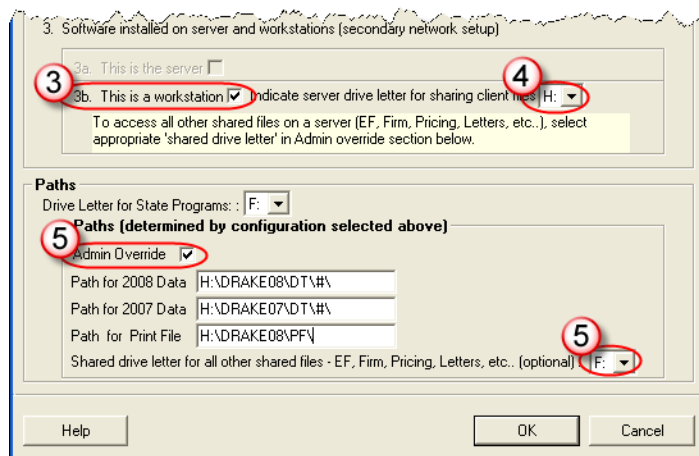 3. Software installed on server and workstations (secondary network setup)
3a. This is the server
3
4
3b. This is a workstation Indicate server drive letter for sharing client files H:
To access all other shared files on a server (EF, Firm, Pricing, Letters, etc..), select
appropriate 'shared drive letter' in Admin override section below.
Paths
Drive Letter for State Programs: : F:
Paths (determined by configuration selected above)
5
Admin Override
Path for 2008 Data H:\DRAKE08\DT\#\
Path for 2007 Data H:\DRAKE07\DT\#\
Path for Print File H:\DRAKE08\PF\
5
Shared drive letter for all other shared files - EF, Firm, Pricing, Letters, etc.. (optional) : F:
Help OK Cancel